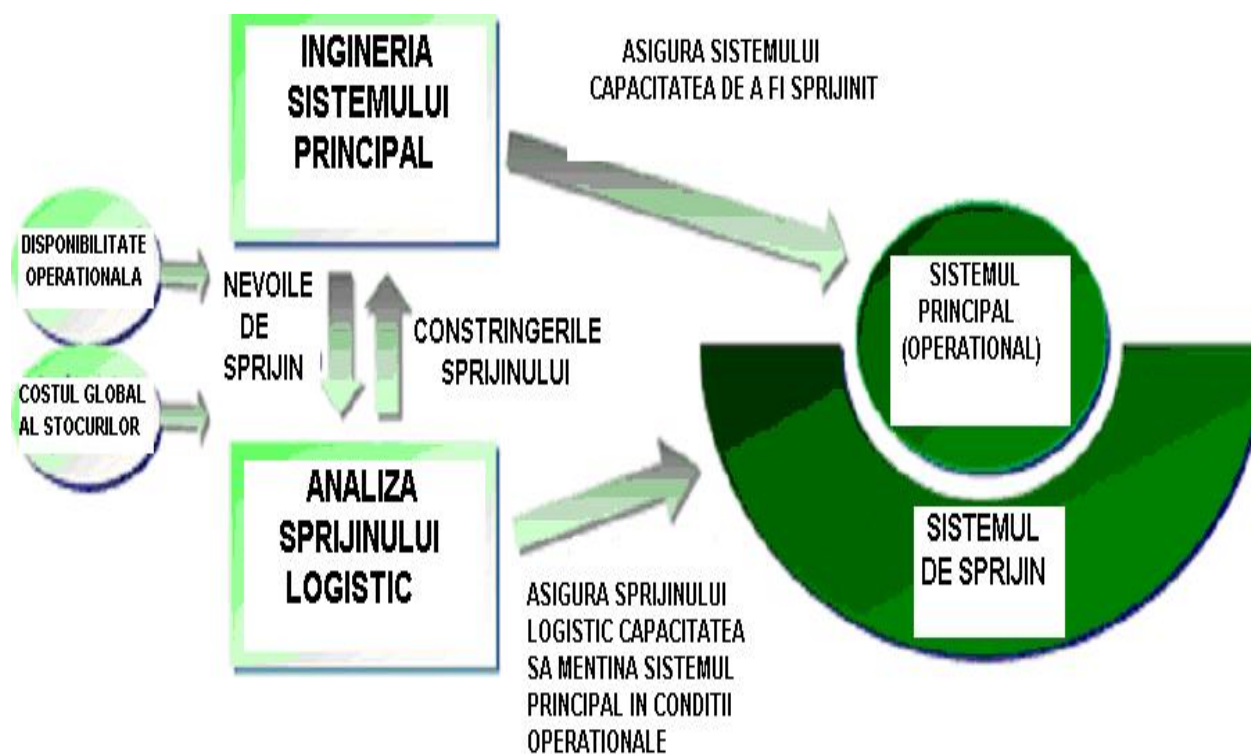 INGINERIA
SISTEMULUI
PRINCIPAL
ASIGURA SISTEMULUI
CAPACITATEA DE A FI SPRIJINIT
DISPONIBILITATE
OPERATIONALA
NEVOILE
DE
SPRIJIN
CONSTRINGERILE
SPRIJINULUI
COSTUL GLOBAL
AL STOCURILOR
SISTEMUL
PRINCIPAL
(OPERATIONAL)
ANALIZA
SPRIJINULUI
LOGISTIC
ASIGURA SPRIJINULUI
LOGISTIC CAPACITATEA
SA MENTINA SISTEMUL
PRINCIPAL IN CONDITII
OPERATIONALE
SISTEMUL
DE SPRIJIN